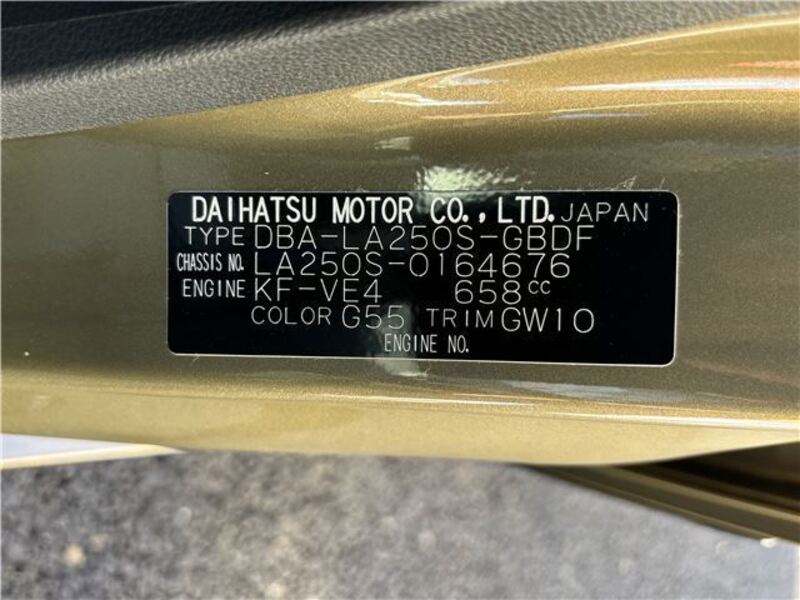 DAIHATSU MOTOR CO., LTD. JAPAN
TYPE DBA-LA250S-GBDF
CHASSIS NO. LA250S-0164676
ENGINE KF-VE4 658CC
COLOR G55 TRIM GW10
ENGINE NO.